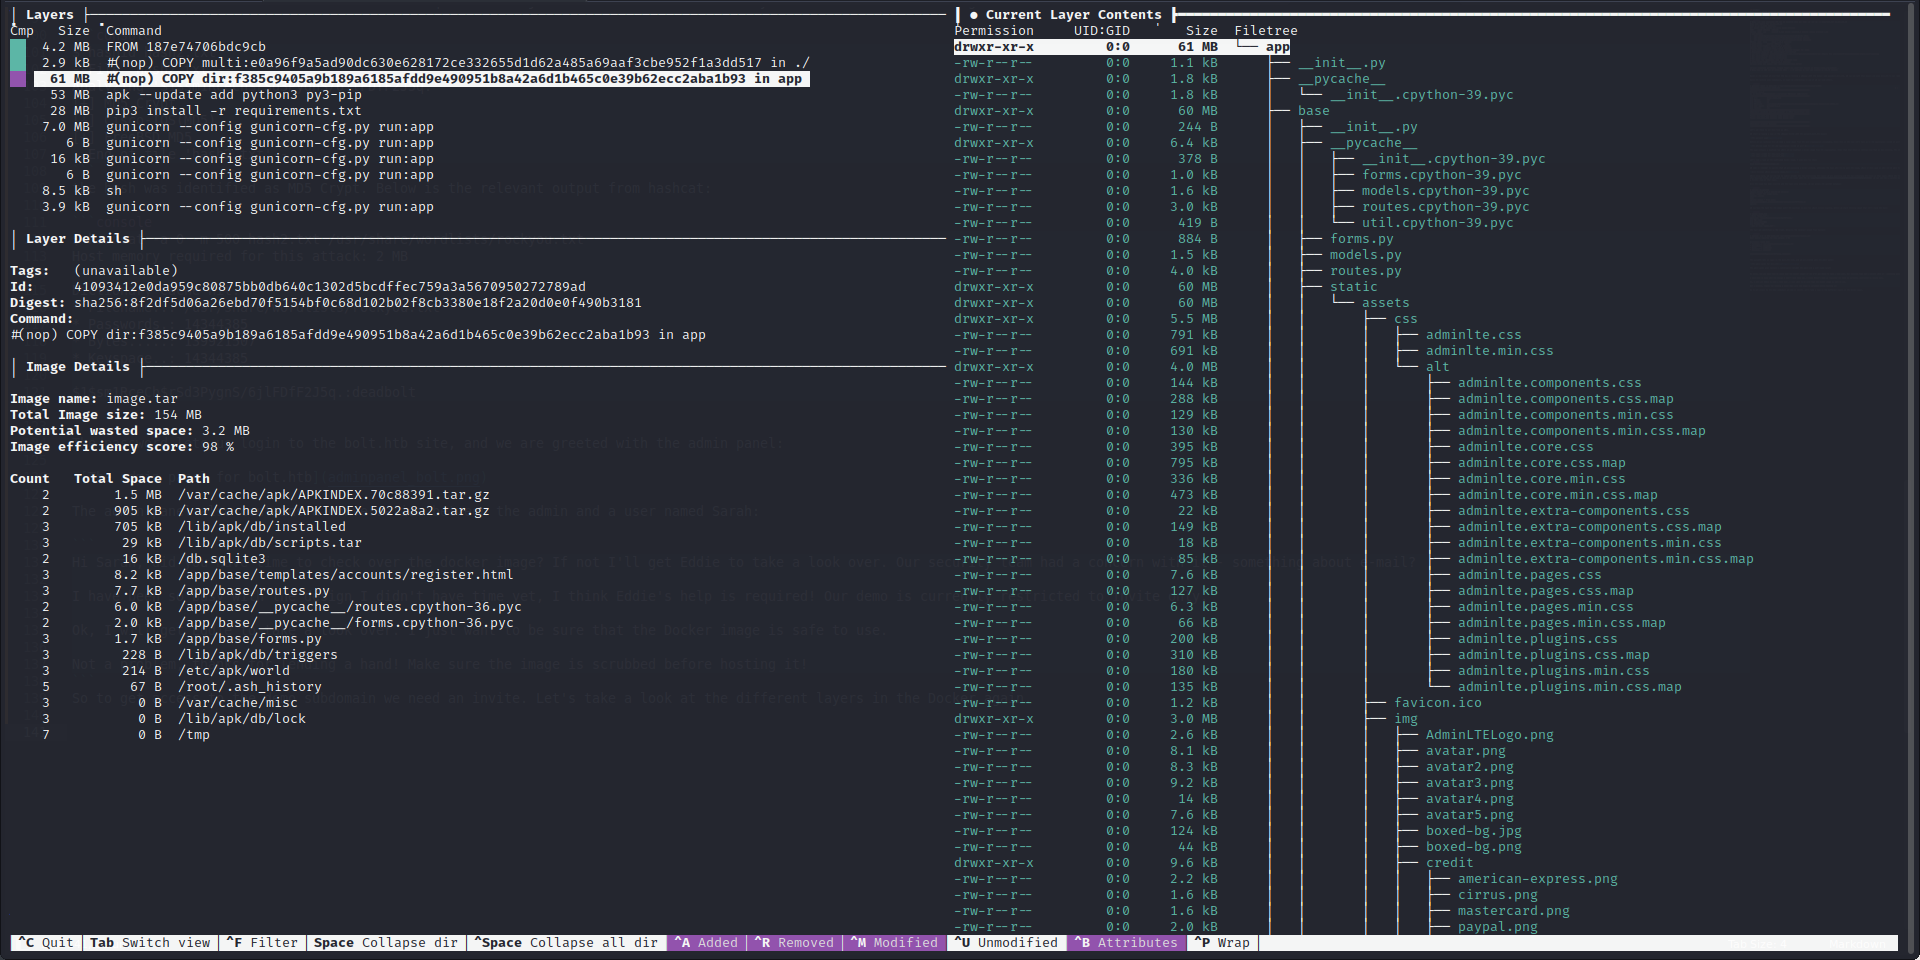 Layers
Cmp Size Command
4.2 MB FROM 187e74706bdc9cb
2.9 kB #(nop) COPY multi:e0a96f9a5ad90dc630e628172ce332655d1d62a485a69aaf3cbe952f1a3dd517 in ./
61 MB #(nop) COPY dir:f385c9405a9b189a6185afdd9e490951b8a42a6d1b465c0e39b62ecc2aba1b93 in app
53 MB apk --update add python3 py3-pip
28 MB pip3 install -r requirements.txt
7.0 MB gunicorn --config gunicorn-cfg.py run:app
6 B gunicorn --config gunicorn-cfg.py run:app
16 kB gunicorn --config gunicorn-cfg.py run:app
6 B gunicorn --config gunicorn-cfg.py run:app
8.5 kB sh
3.9 kB gunicorn --config gunicorn-cfg.py run:app
Layer Details
Tags: (unavailable)
Id: 41093412e0da959c80875bb0db640c1302d5bcdffec759a3a5670950272789ad
Digest: sha256:8f2df5d06a26ebd70f5154bf0c68d102b02f8cb3380e18f2a20d0e0f490b3181
Command:
#(nop) COPY dir:f385c9405a9b189a6185afdd9e490951b8a42a6d1b465c0e39b62ecc2aba1b93 in app
Image Details
Image name: image.tar
Total Image size: 154 MB
Potential wasted space: 3.2 MB
Image efficiency score: 98 %
Count Total Space Path
2 1.5 MB /var/cache/apk/APKINDEX.70c88391.tar.gz
2 905 kB /var/cache/apk/APKINDEX.5022a8a2.tar.gz
3 705 kB /lib/apk/db/installed
3 29 kB /lib/apk/db/scripts.tar
2 16 kB /db.sqlite3
3 8.2 kB /app/base/templates/accounts/register.html
3 7.7 kB /app/base/routes.py
2 6.0 kB /app/base/__pycache__/routes.cpython-36.pyc
2 2.0 kB /app/base/__pycache__/forms.cpython-36.pyc
3 1.7 kB /app/base/forms.py
3 228 B /lib/apk/db/triggers
3 214 B /etc/apk/world
5 67 B /root/.ash_history
3 0 B /var/cache/misc
3 0 B /lib/apk/db/lock
7 0 B /tmp
● Current Layer Contents
Permission UID:GID Size Filetree
drwxr-xr-x 0:0 61 MB └── app
-rw-r--r-- 0:0 1.1 kB ├── __init__.py
drwxr-xr-x 0:0 1.8 kB ├── __pycache__
-rw-r--r-- 0:0 1.8 kB │ └── __init__.cpython-39.pyc
drwxr-xr-x 0:0 60 MB ├── base
-rw-r--r-- 0:0 244 B │ ├── __init__.py
drwxr-xr-x 0:0 6.4 kB │ ├── __pycache__
-rw-r--r-- 0:0 378 B │ │ ├── __init__.cpython-39.pyc
-rw-r--r-- 0:0 1.0 kB │ │ ├── forms.cpython-39.pyc
-rw-r--r-- 0:0 1.6 kB │ │ ├── models.cpython-39.pyc
-rw-r--r-- 0:0 3.0 kB │ │ ├── routes.cpython-39.pyc
-rw-r--r-- 0:0 419 B │ │ └── util.cpython-39.pyc
-rw-r--r-- 0:0 884 B │ ├── forms.py
-rw-r--r-- 0:0 1.5 kB │ ├── models.py
-rw-r--r-- 0:0 4.0 kB │ ├── routes.py
drwxr-xr-x 0:0 60 MB │ ├── static
drwxr-xr-x 0:0 60 MB │ │ └── assets
drwxr-xr-x 0:0 5.5 MB │ │ ├── css
-rw-r--r-- 0:0 791 kB │ │ │ ├── adminlte.css
-rw-r--r-- 0:0 691 kB │ │ │ ├── adminlte.min.css
drwxr-xr-x 0:0 4.0 MB │ │ │ └── alt
-rw-r--r-- 0:0 144 kB │ │ │ ├── adminlte.components.css
-rw-r--r-- 0:0 288 kB │ │ │ ├── adminlte.components.css.map
-rw-r--r-- 0:0 129 kB │ │ │ ├── adminlte.components.min.css
-rw-r--r-- 0:0 130 kB │ │ │ ├── adminlte.components.min.css.map
-rw-r--r-- 0:0 395 kB │ │ │ ├── adminlte.core.css
-rw-r--r-- 0:0 795 kB │ │ │ ├── adminlte.core.css.map
-rw-r--r-- 0:0 336 kB │ │ │ ├── adminlte.core.min.css
-rw-r--r-- 0:0 473 kB │ │ │ ├── adminlte.core.min.css.map
-rw-r--r-- 0:0 22 kB │ │ │ ├── adminlte.extra-components.css
-rw-r--r-- 0:0 149 kB │ │ │ ├── adminlte.extra-components.css.map
-rw-r--r-- 0:0 18 kB │ │ │ ├── adminlte.extra-components.min.css
-rw-r--r-- 0:0 85 kB │ │ │ ├── adminlte.extra-components.min.css.map
-rw-r--r-- 0:0 7.6 kB │ │ │ ├── adminlte.pages.css
-rw-r--r-- 0:0 127 kB │ │ │ ├── adminlte.pages.css.map
-rw-r--r-- 0:0 6.3 kB │ │ │ ├── adminlte.pages.min.css
-rw-r--r-- 0:0 66 kB │ │ │ ├── adminlte.pages.min.css.map
-rw-r--r-- 0:0 200 kB │ │ │ ├── adminlte.plugins.css
-rw-r--r-- 0:0 310 kB │ │ │ ├── adminlte.plugins.css.map
-rw-r--r-- 0:0 180 kB │ │ │ ├── adminlte.plugins.min.css
-rw-r--r-- 0:0 135 kB │ │ │ └── adminlte.plugins.min.css.map
-rw-r--r-- 0:0 1.2 kB │ │ ├── favicon.ico
drwxr-xr-x 0:0 3.0 MB │ │ ├── img
-rw-r--r-- 0:0 2.6 kB │ │ │ ├── AdminLTELogo.png
-rw-r--r-- 0:0 8.1 kB │ │ │ ├── avatar.png
-rw-r--r-- 0:0 8.3 kB │ │ │ ├── avatar2.png
-rw-r--r-- 0:0 9.2 kB │ │ │ ├── avatar3.png
-rw-r--r-- 0:0 14 kB │ │ │ ├── avatar4.png
-rw-r--r-- 0:0 7.6 kB │ │ │ ├── avatar5.png
-rw-r--r-- 0:0 124 kB │ │ │ ├── boxed-bg.jpg
-rw-r--r-- 0:0 44 kB │ │ │ ├── boxed-bg.png
drwxr-xr-x 0:0 9.6 kB │ │ │ ├── credit
-rw-r--r-- 0:0 2.2 kB │ │ │ │ ├── american-express.png
-rw-r--r-- 0:0 1.6 kB │ │ │ │ ├── cirrus.png
-rw-r--r-- 0:0 1.6 kB │ │ │ │ ├── mastercard.png
-rw-r--r-- 0:0 2.0 kB │ │ │ │ ├── paypal.png
^C Quit Tab Switch view ^F Filter Space Collapse dir ^Space Collapse all dir ^A Added ^R Removed ^M Modified ^U Unmodified ^B Attributes ^P Wrap